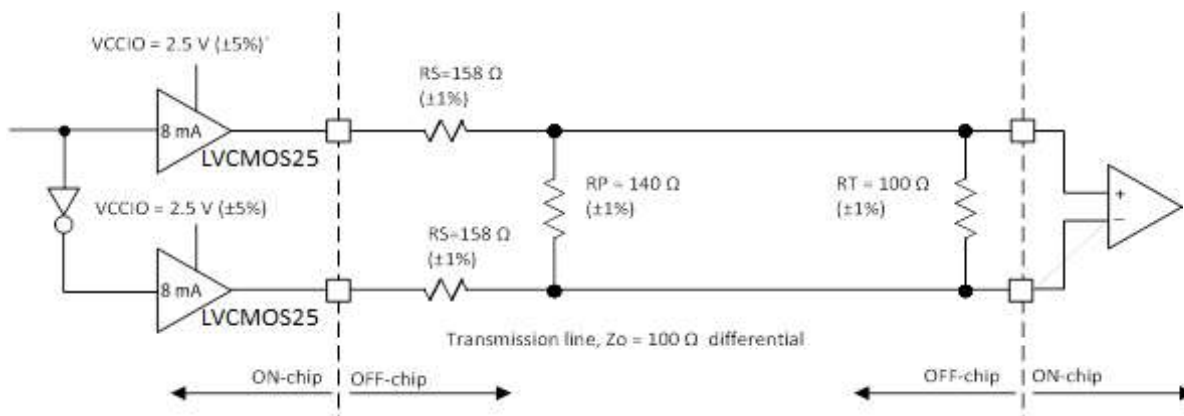 VCCIO = 2.5 V (±5%)`
RS=158 Ω
(±1%)
8 mA
LVCMOS25
RP = 140 Ω
(±1%)
RT = 100 Ω
(±1%)
+
−
VCCIO = 2.5 V (±5%)
RS=158 Ω
(±1%)
8 mA
LVCMOS25
Transmission line, Zo = 100 Ω differential
ON-chip
OFF-chip
OFF-chip
ON-chip